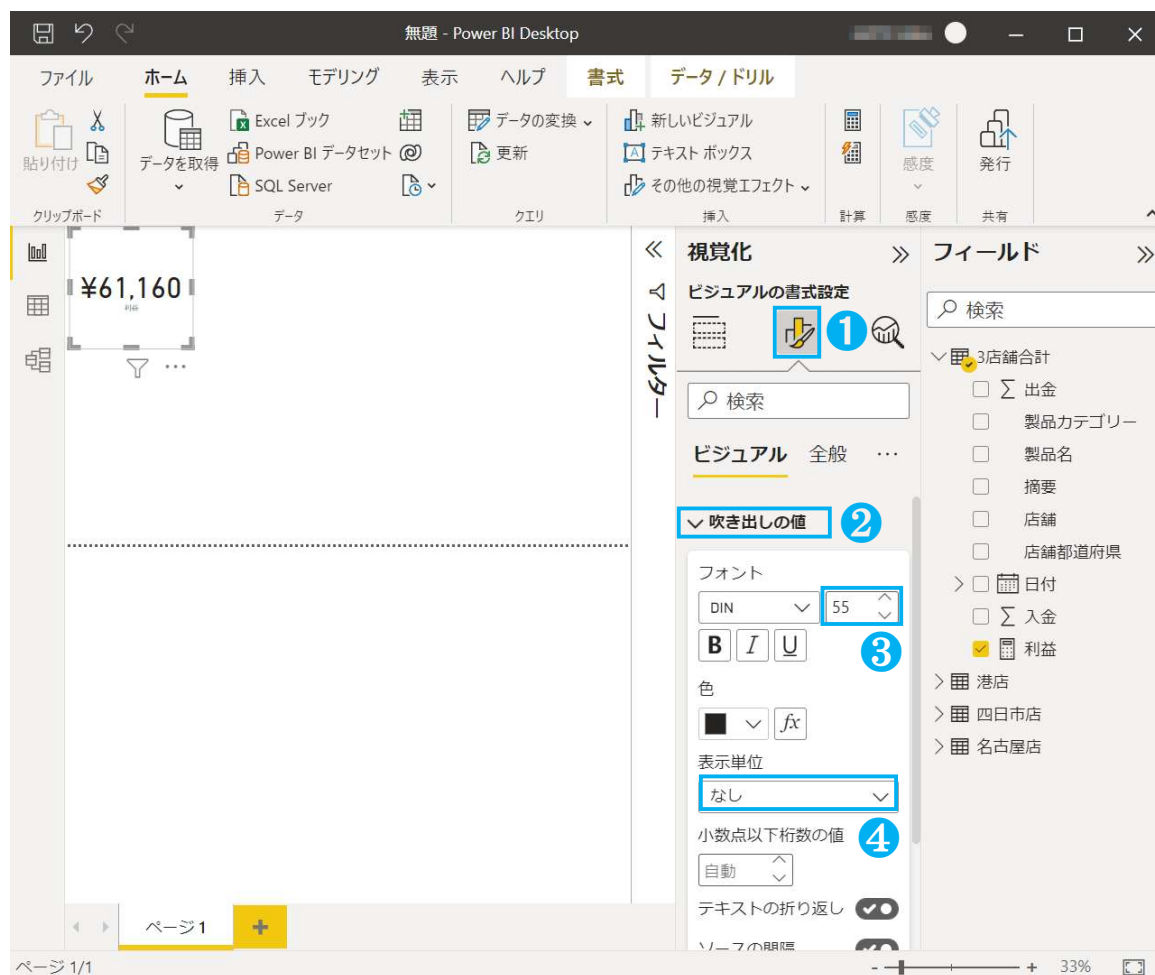 無題 - Power BI Desktop
ファイル ホーム 挿入 モデリング 表示 ヘルプ 書式 データ / ドリル
貼り付け
データを取得
Excel ブック
Power BI データセット
SQL Server
データの変換
更新
新しいビジュアル
テキスト ボックス
その他の視覚エフェクト
感度
発行
クリップボード データ クエリ 挿入 計算 感度 共有
¥61,160
利益
フィルター
視覚化
ビジュアルの書式設定
1
検索
ビジュアル 全般 ...
吹き出しの値 2
フォント
DIN 55
B I U 3
色
fx
表示単位
なし
小数点以下桁数の値 4
自動
テキストの折り返し
ソースの間隔
フィールド
検索
3店舗合計
∑ 出金
製品カテゴリー
製品名
摘要
店舗
店舗都道府県
日付
∑ 入金
利益
港店
四日市店
名古屋店
ページ 1 +
ページ 1/1
- + 33%